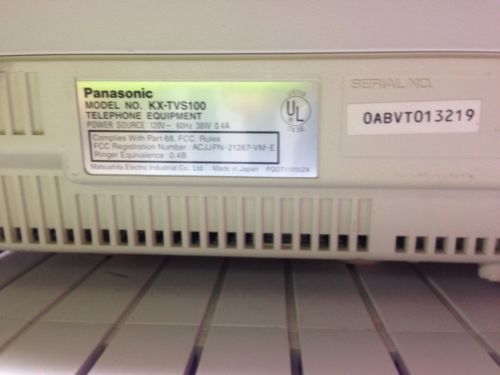 Panasonic
MODEL NO. KX-TVS100
TELEPHONE EQUIPMENT
POWER SOURCE 120V~ 60Hz 38W 0.4A
Complies With Part 68, FCC Rules
FCC Registration Number : ACJJPN-21267-VM-E
Ringer Equivalence : 0.4B
Matsushita Electric Industrial Co., Ltd. Made in Japan
UL
SERIAL NO.
0ABVT013219